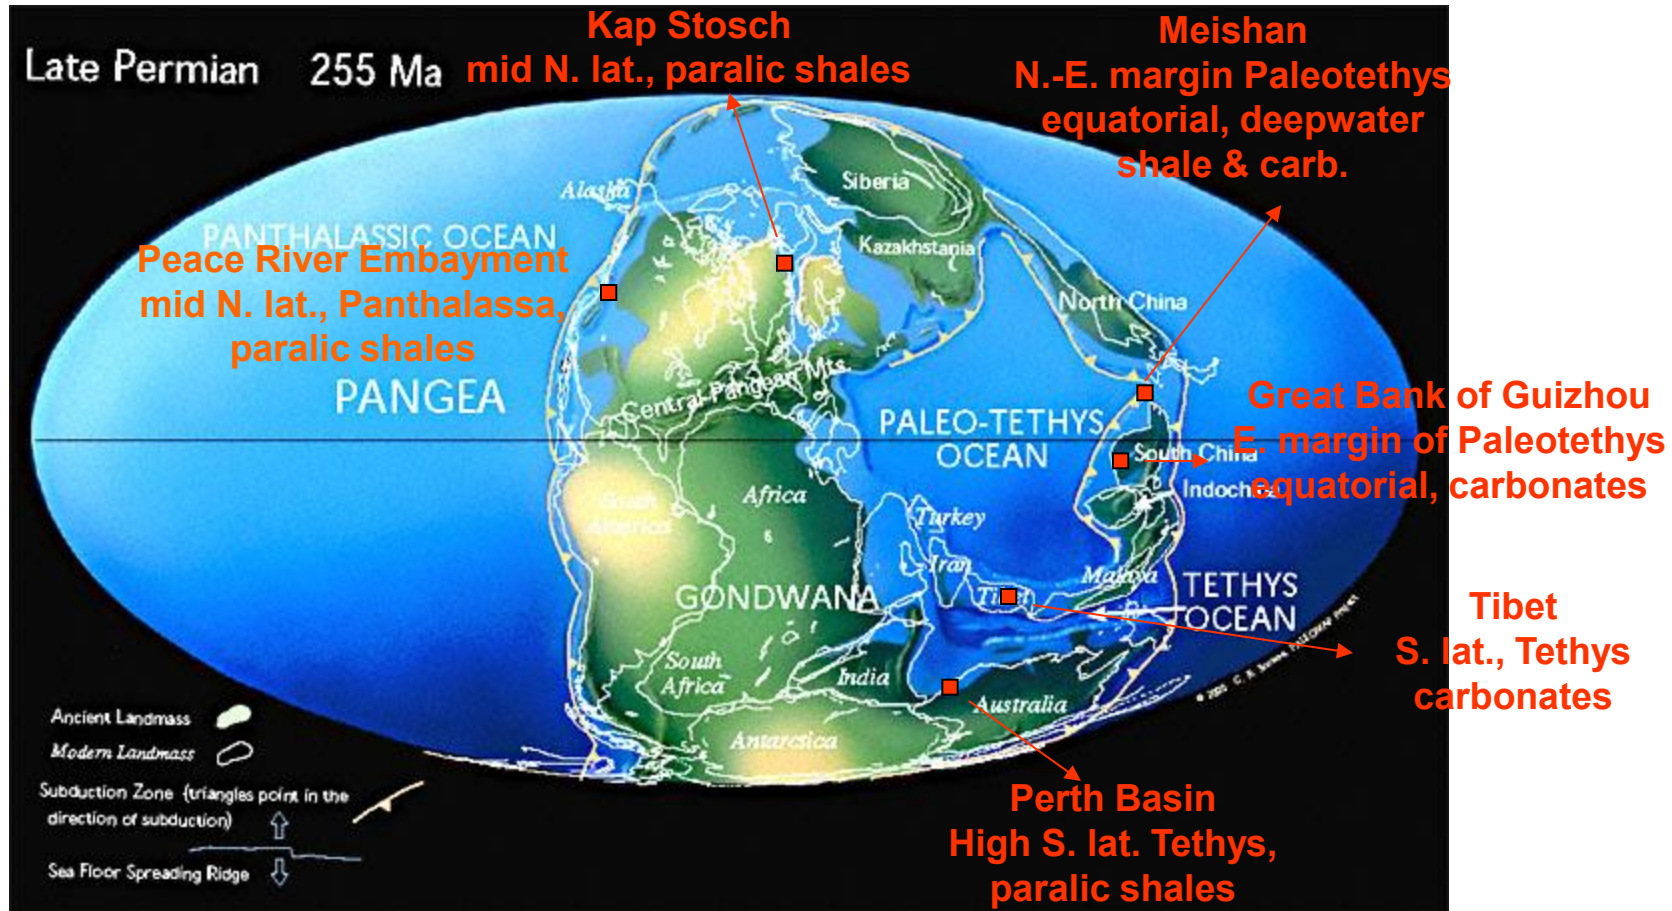 Late Permian 255 Ma
Kap Stosch
mid N. lat., paralic shales
Meishan
N.-E. margin Paleotethys
equatorial, deepwater
shale & carb.
Alaska
Siberia
PANTHALASSIC OCEAN
Kazakhstania
Peace River Embayment
mid N. lat., Panthalassa,
paralic shales
North China
PANGEA
Central Pangean Mts.
Great Bank of Guizhou
E. margin of Paleotethys
equatorial, carbonates
PALEO-TETHYS
OCEAN
South China
Indochina
South
America
Africa
Turkey
Iran
Tibet
Malaya
GONDWANA
TETHYS
OCEAN
Tibet
S. lat., Tethys
carbonates
South
Africa
India
Australia
Antarctica
Ancient Landmass
Modern Landmass
Subduction Zone (triangles point in the
direction of subduction)
Sea Floor Spreading Ridge
Perth Basin
High S. lat. Tethys,
paralic shales